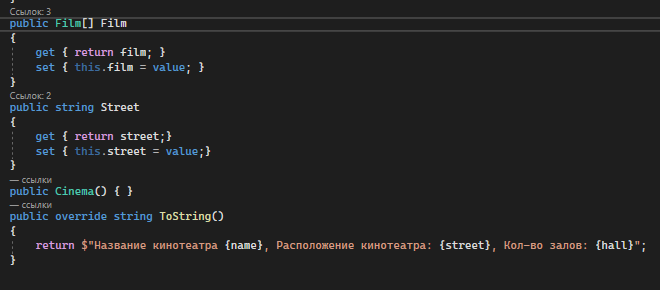 }
Ссылок: 3
public Film[] Film
{
get { return film; }
set { this.film = value; }
}
Ссылок: 2
public string Street
{
get { return street;}
set { this.street = value;}
}
— ссылки
public Cinema() { }
— ссылки
public override string ToString()
{
return $"Название кинотеатра {name}, Расположение кинотеатра: {street}, Кол-во залов: {hall}";
}